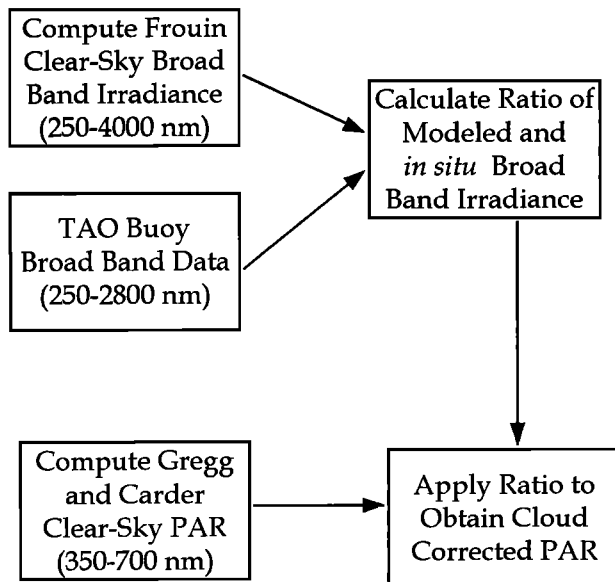 Compute Frouin
Clear-Sky Broad
Band Irradiance
(250-4000 nm)
Calculate Ratio of
Modeled and
in situ Broad
Band Irradiance
TAO Buoy
Broad Band Data
(250-2800 nm)
Compute Gregg
and Carder
Clear-Sky PAR
(350-700 nm)
Apply Ratio to
Obtain Cloud
Corrected PAR